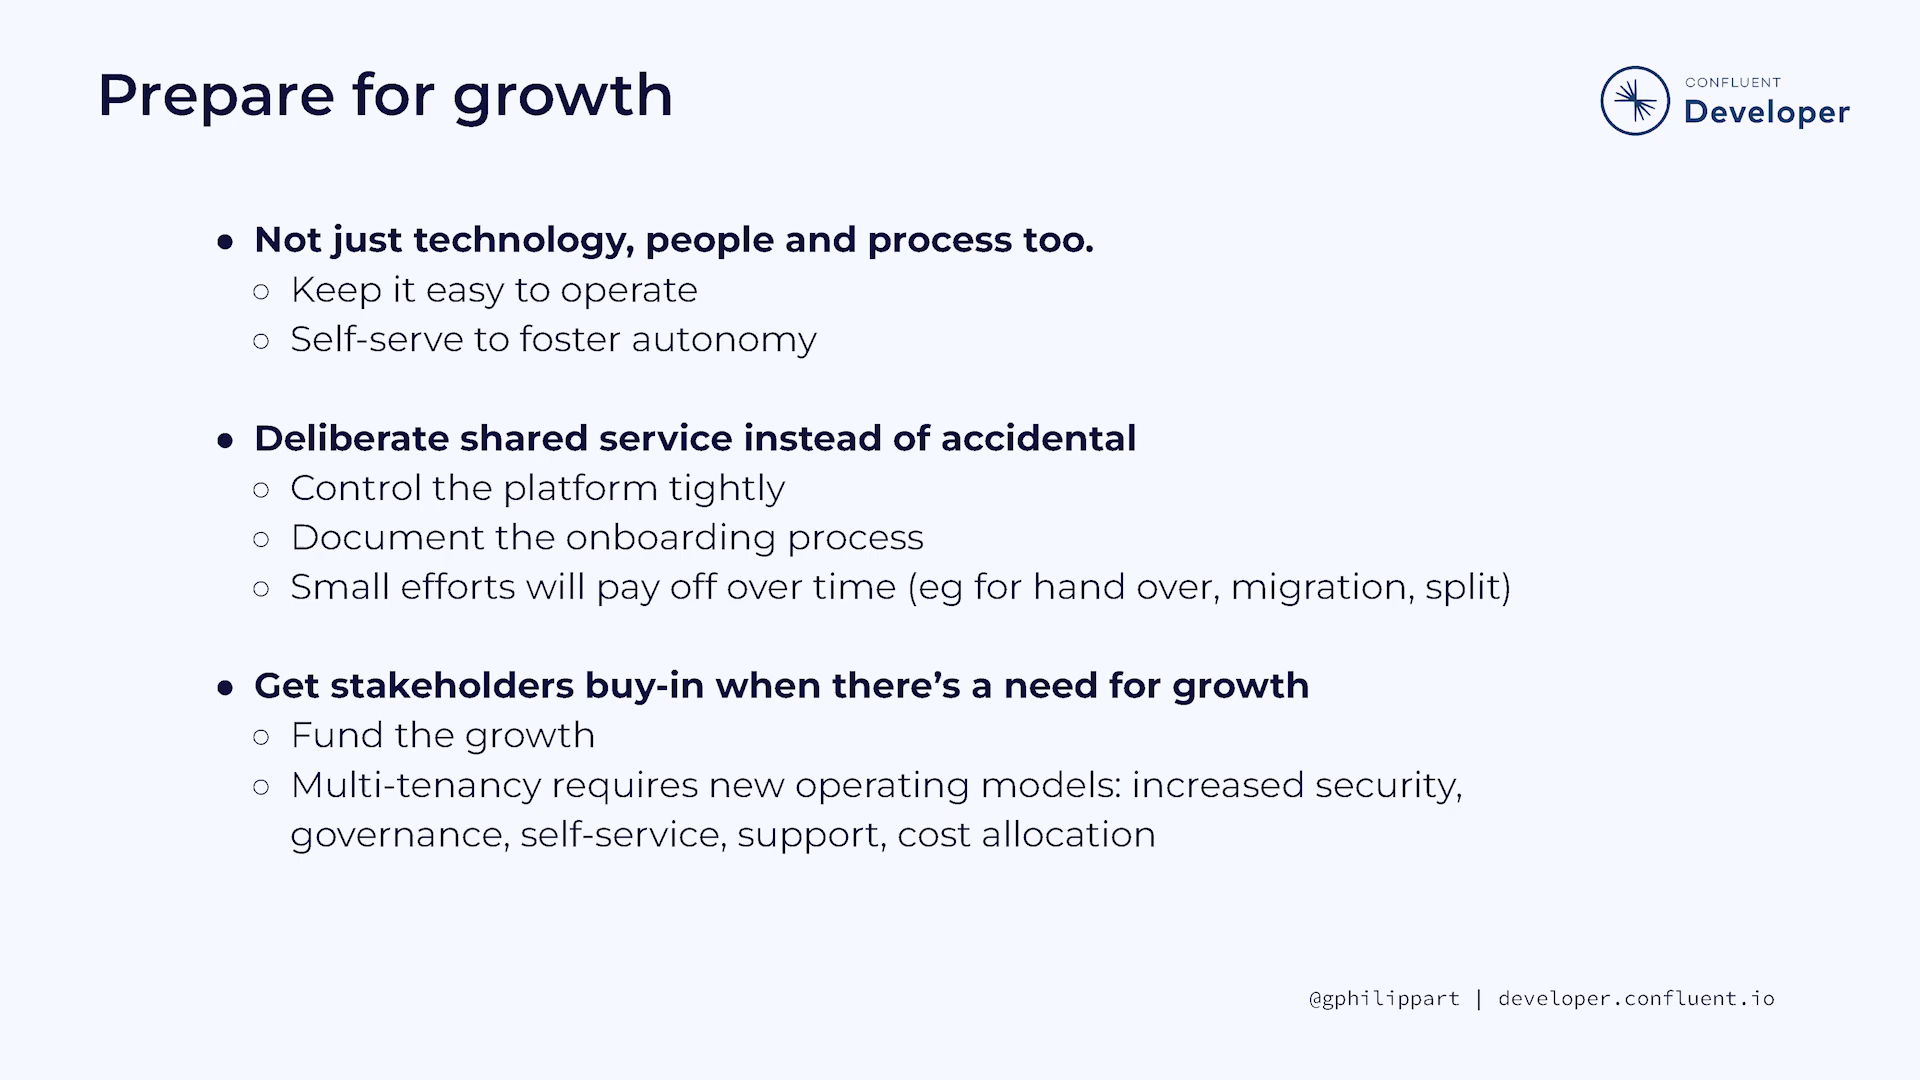 Prepare for growth
CONFLUENT
Developer
● Not just technology, people and process too.
○ Keep it easy to operate
○ Self-serve to foster autonomy
● Deliberate shared service instead of accidental
○ Control the platform tightly
○ Document the onboarding process
○ Small efforts will pay off over time (eg for hand over, migration, split)
● Get stakeholders buy-in when there’s a need for growth
○ Fund the growth
○ Multi-tenancy requires new operating models: increased security,
governance, self-service, support, cost allocation
@gphilippart | developer.confluent.io